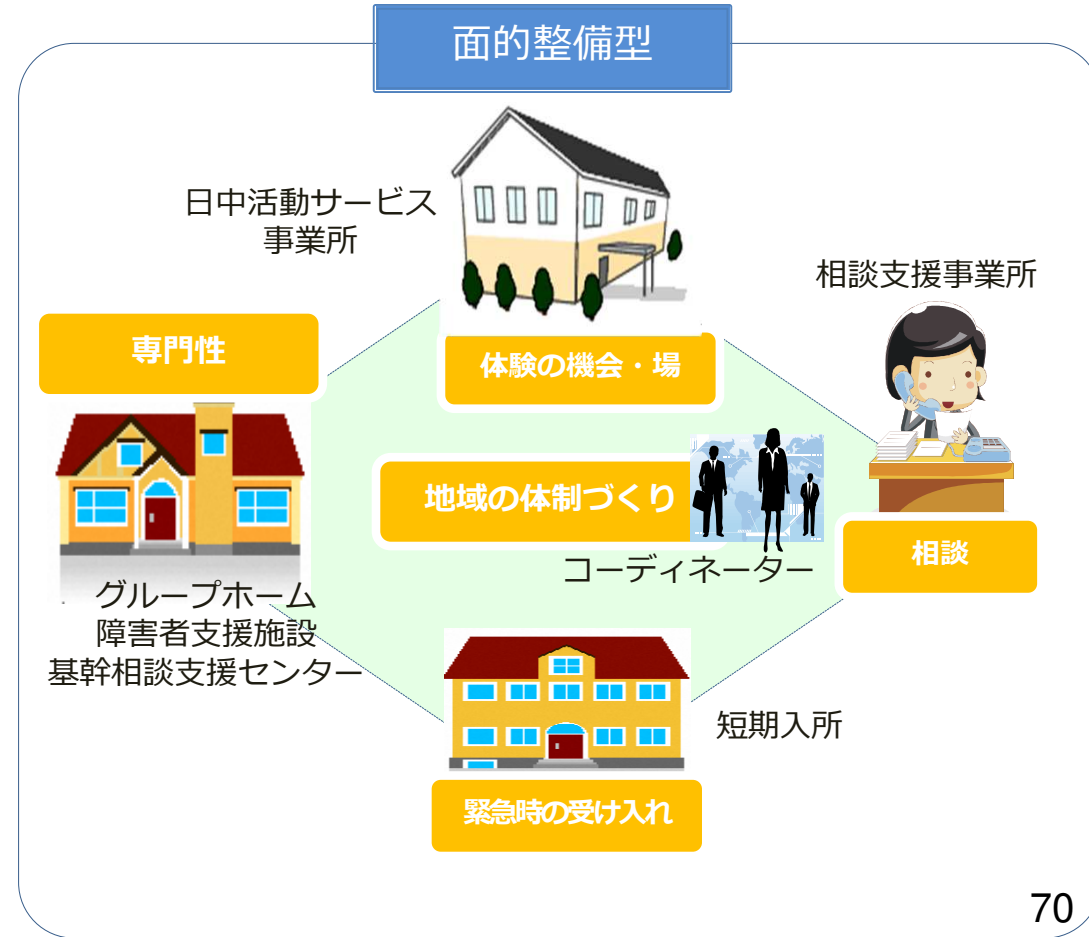 面的整備型
日中活動サービス
事業所
相談支援事業所
専門性
体験の機会・場
地域の体制づくり
コーディネーター
相談
グループホーム
障害者支援施設
基幹相談支援センター
短期入所
緊急時の受け入れ
70